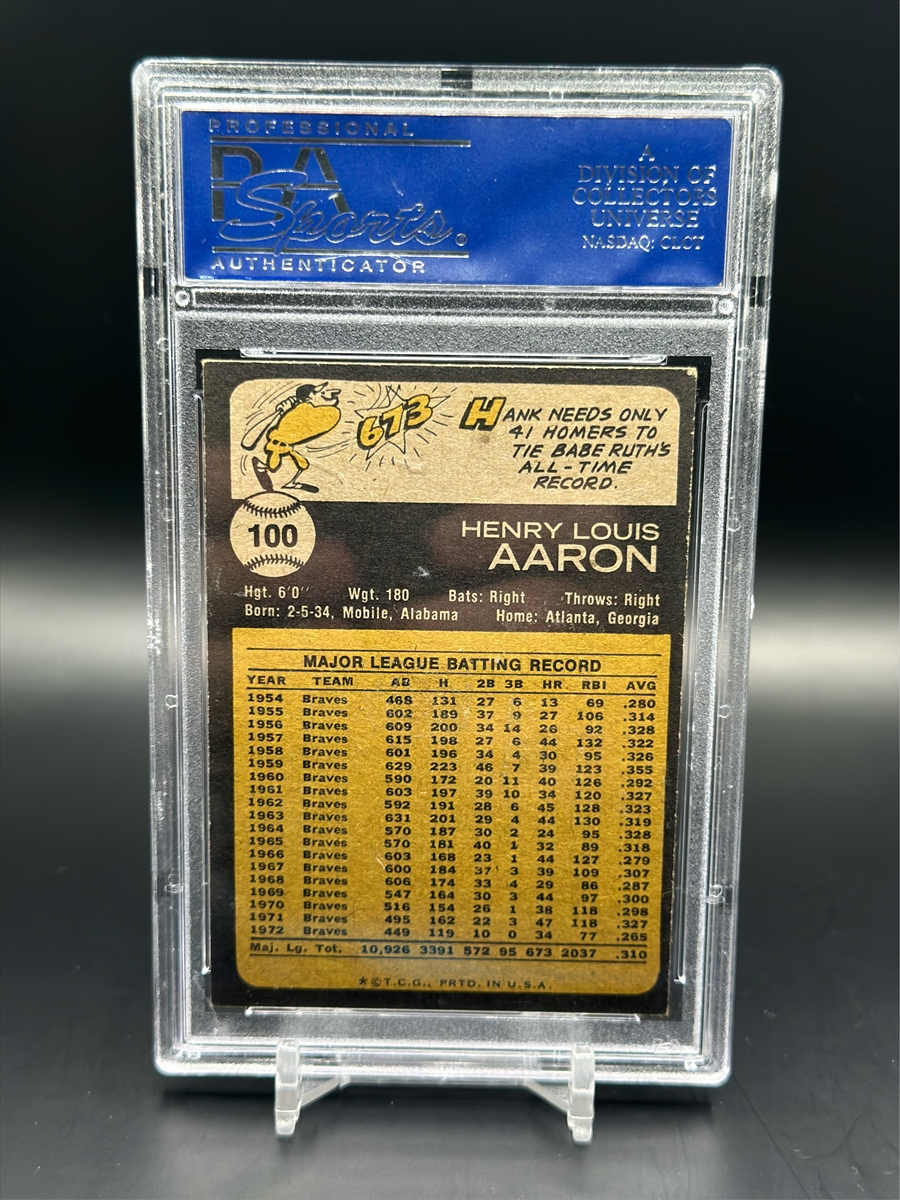 PROFESSIONAL
PSA
Sports®
AUTHENTICATOR
A
DIVISION OF
COLLECTORS
UNIVERSE
NASDAQ: CLCT
673
HANK NEEDS ONLY
41 HOMERS TO
TIE BABE RUTH'S
ALL-TIME
RECORD.
100
HENRY LOUIS
AARON
Hgt. 6'0" Wgt. 180 Bats: Right Throws: Right
Born: 2-5-34, Mobile, Alabama Home: Atlanta, Georgia
MAJOR LEAGUE BATTING RECORD
YEAR TEAM AB H 2B 3B HR RBI AVG
1954 Braves 468 131 27 6 13 69 .280
1955 Braves 602 189 37 9 27 106 .314
1956 Braves 609 200 34 14 26 92 .328
1957 Braves 615 198 27 6 44 132 .322
1958 Braves 601 196 34 4 30 95 .326
1959 Braves 629 223 46 7 39 123 .355
1960 Braves 590 172 20 11 40 126 .292
1961 Braves 603 197 39 10 34 120 .327
1962 Braves 592 191 28 6 45 128 .323
1963 Braves 631 201 29 4 44 130 .319
1964 Braves 570 187 30 2 24 95 .328
1965 Braves 570 181 40 1 32 89 .318
1966 Braves 603 168 23 1 44 127 .279
1967 Braves 600 184 37 3 39 109 .307
1968 Braves 606 174 33 4 29 86 .287
1969 Braves 547 164 30 3 44 97 .300
1970 Braves 516 154 26 1 38 118 .298
1971 Braves 495 162 22 3 47 118 .327
1972 Braves 449 119 10 0 34 77 .265
Maj. Lg. Tot. 10,926 3391 572 95 673 2037 .310
*©T.C.G., PRTD. IN U.S.A.